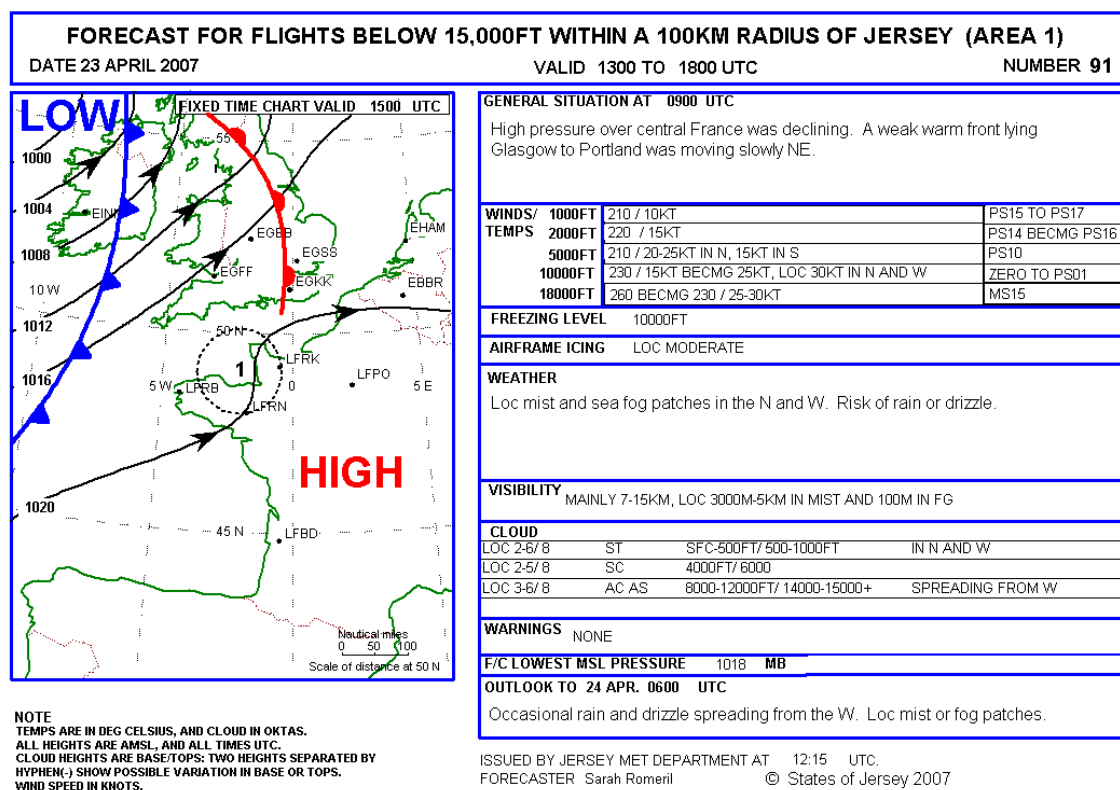 FORECAST FOR FLIGHTS BELOW 15,000FT WITHIN A 100KM RADIUS OF JERSEY (AREA 1)
DATE 23 APRIL 2007 VALID 1300 TO 1800 UTC NUMBER 91
LOW
FIXED TIME CHART VALID 1500 UTC
55
1000
1004
EINN
EGBB
EHAM
1008
EGSS
EGFF
EGKK
EBBR
10 W
1012
50 N
1
LFRK
1016
5 W
LFRB
0
LFPO
5 E
LFRN
HIGH
1020
45 N
LFBD
Nautical miles
0 50 100
Scale of distance at 50 N
GENERAL SITUATION AT 0900 UTC
High pressure over central France was declining. A weak warm front lying
Glasgow to Portland was moving slowly NE.
WINDS/ 1000FT 210 / 10KT PS15 TO PS17
TEMPS 2000FT 220 / 15KT PS14 BECMG PS16
5000FT 210 / 20-25KT IN N, 15KT IN S PS10
10000FT 230 / 15KT BECMG 25KT, LOC 30KT IN N AND W ZERO TO PS01
18000FT 260 BECMG 230 / 25-30KT MS15
FREEZING LEVEL 10000FT
AIRFRAME ICING LOC MODERATE
WEATHER
Loc mist and sea fog patches in the N and W. Risk of rain or drizzle.
VISIBILITY MAINLY 7-15KM, LOC 3000M-5KM IN MIST AND 100M IN FG
CLOUD
LOC 2-6/ 8 ST SFC-500FT/ 500-1000FT IN N AND W
LOC 2-5/ 8 SC 4000FT/ 6000
LOC 3-6/ 8 AC AS 8000-12000FT/ 14000-15000+ SPREADING FROM W
WARNINGS NONE
F/C LOWEST MSL PRESSURE 1018 MB
OUTLOOK TO 24 APR. 0600 UTC
Occasional rain and drizzle spreading from the W. Loc mist or fog patches.
NOTE
TEMPS ARE IN DEG CELSIUS, AND CLOUD IN OKTAS.
ALL HEIGHTS ARE AMSL, AND ALL TIMES UTC.
CLOUD HEIGHTS ARE BASE/TOPS: TWO HEIGHTS SEPARATED BY
HYPHEN(-) SHOW POSSIBLE VARIATION IN BASE OR TOPS.
WIND SPEED IN KNOTS.
ISSUED BY JERSEY MET DEPARTMENT AT 12:15 UTC.
FORECASTER Sarah Romeril © States of Jersey 2007